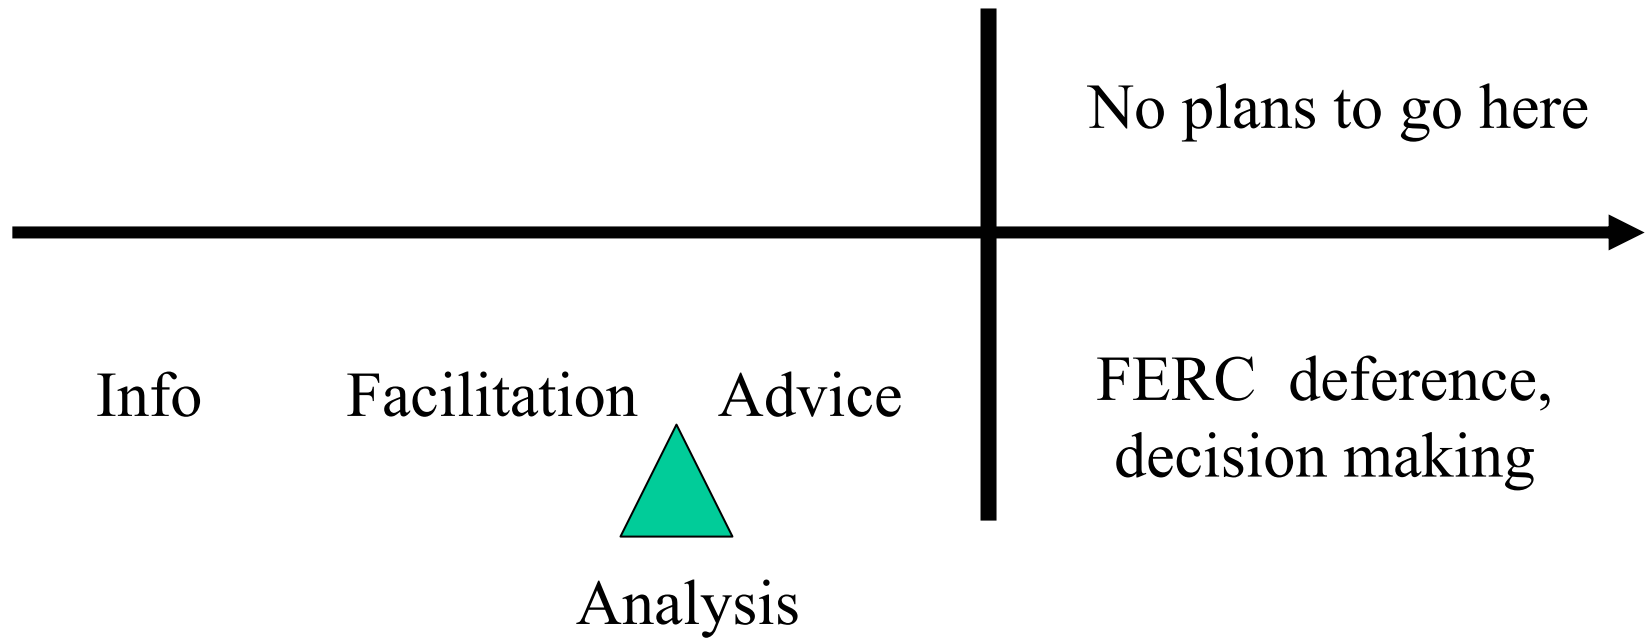 No plans to go here
Info Facilitation Advice
FERC deference,
decision making
Analysis